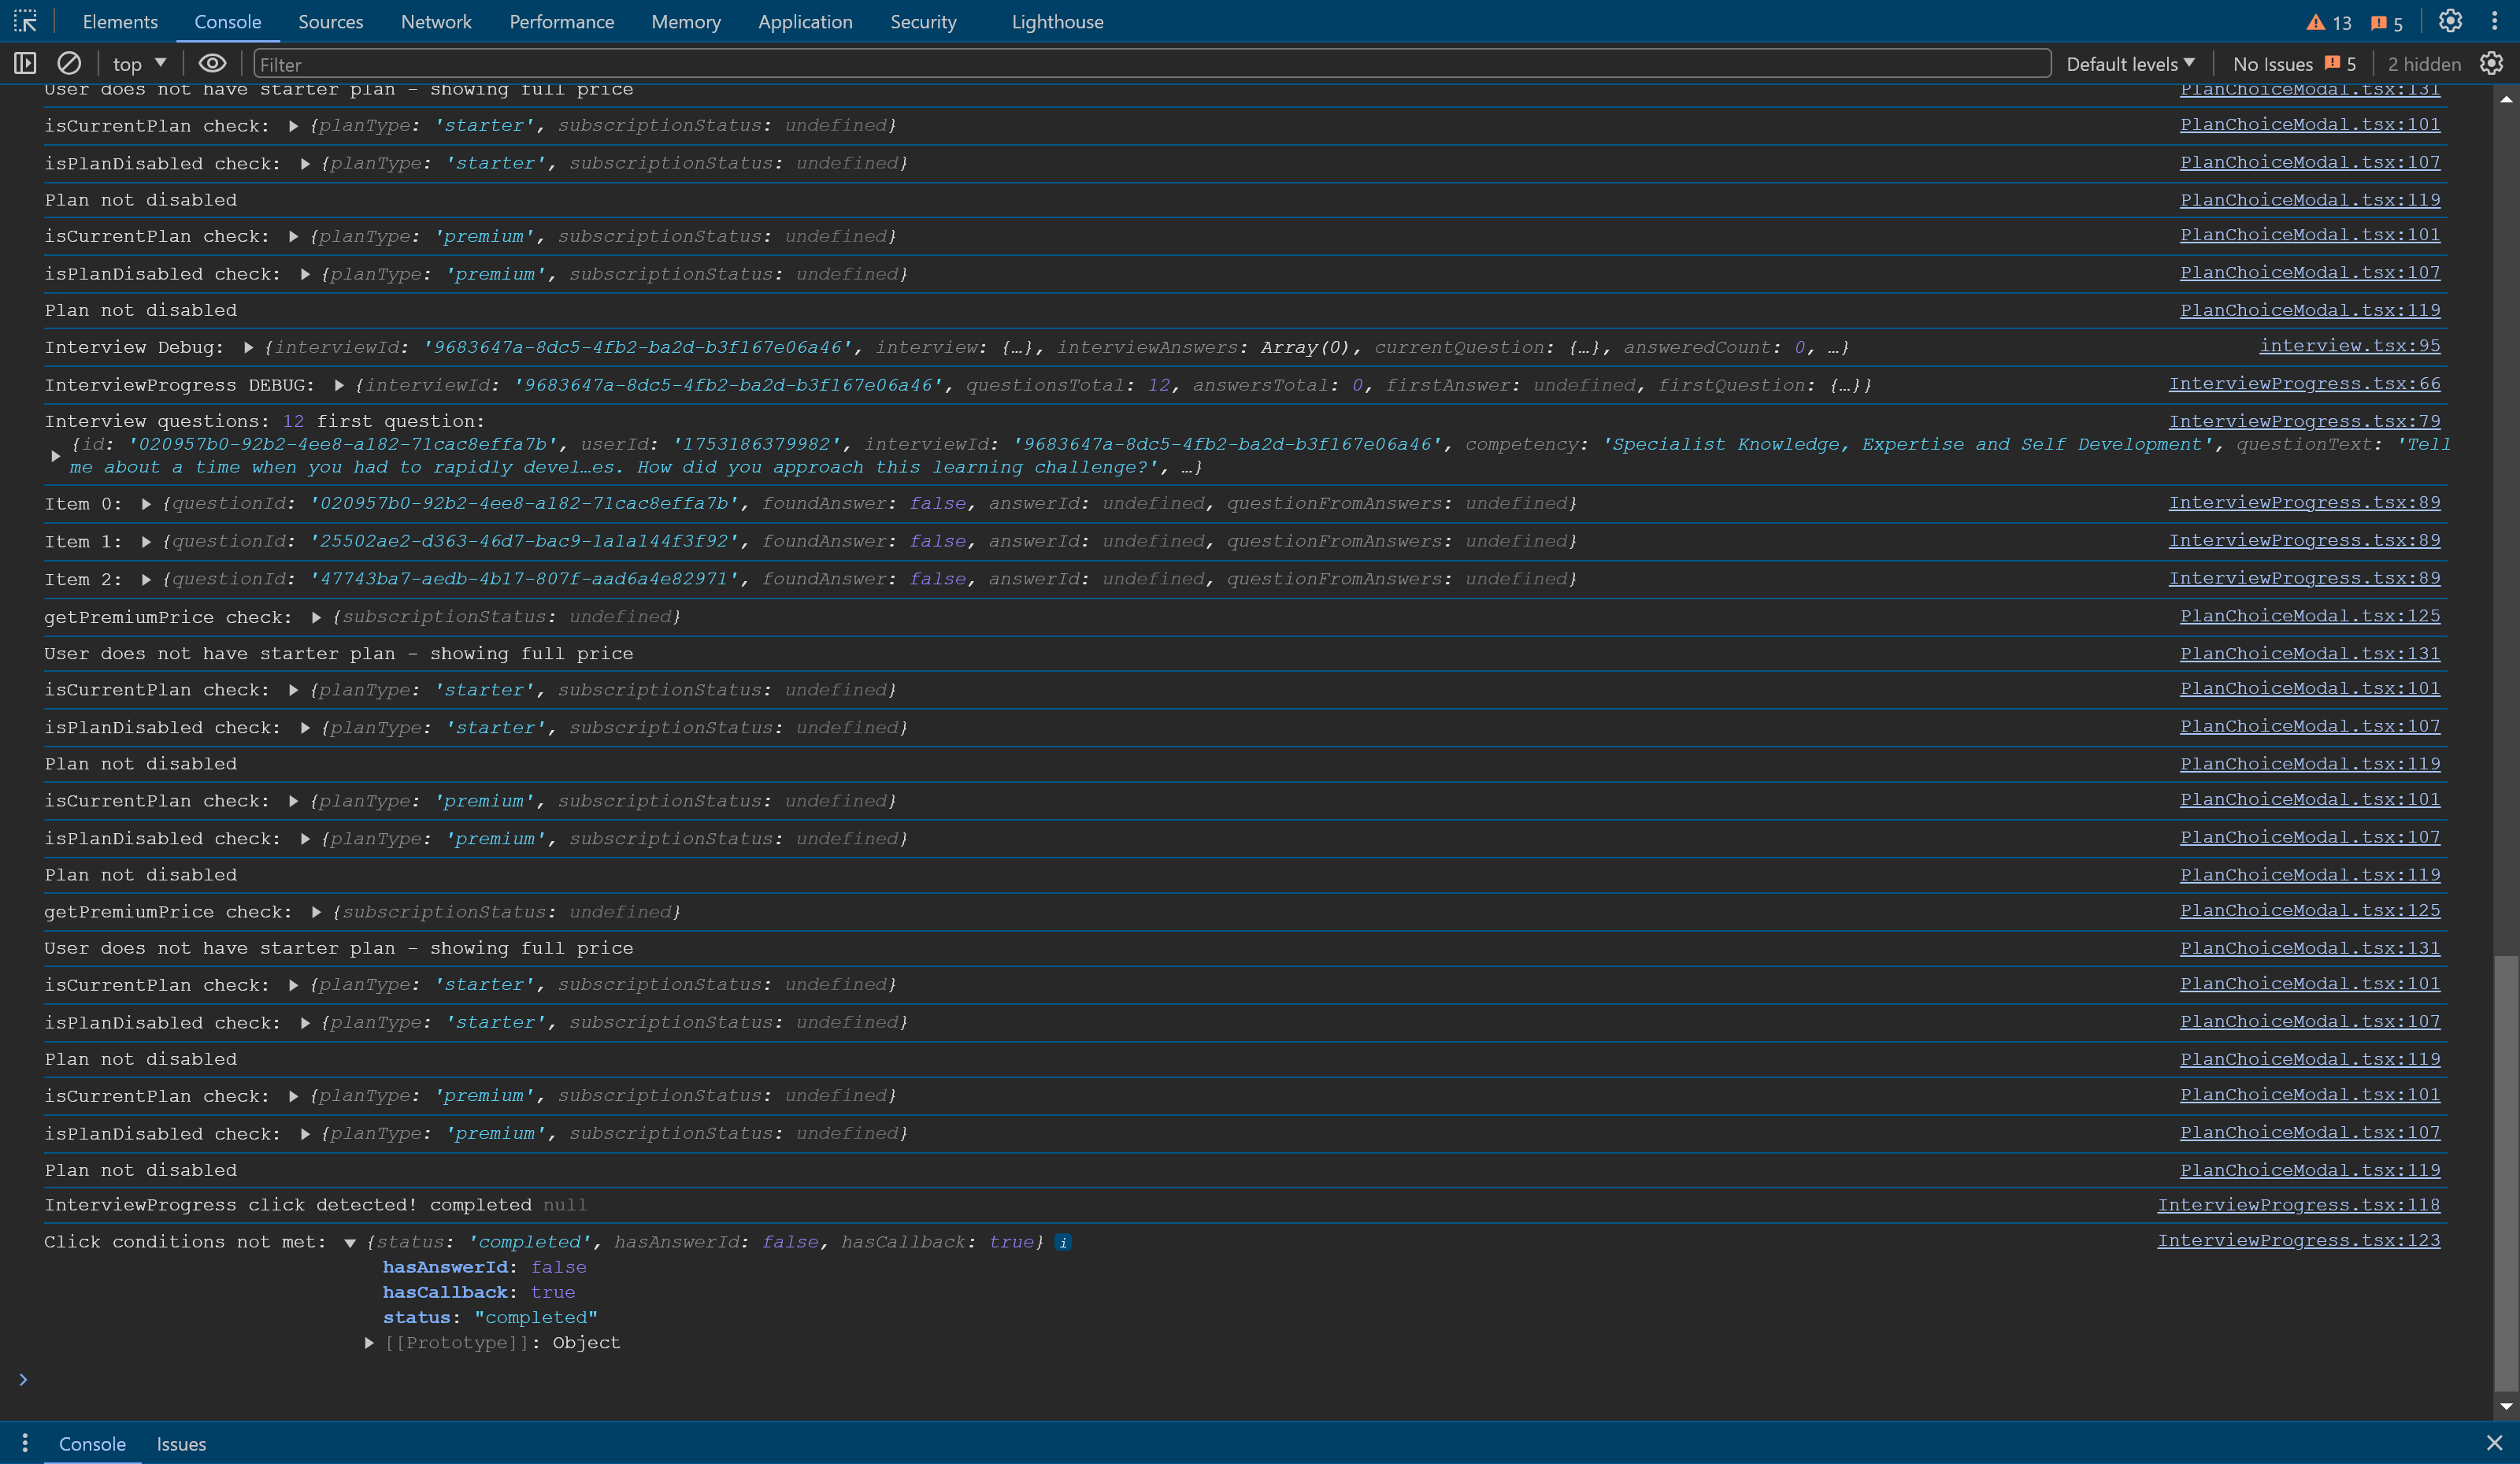 Elements Console Sources Network Performance Memory Application Security Lighthouse 13 5
top Filter Default levels No Issues 5 2 hidden
User does not have starter plan - showing full price PlanChoiceModal.tsx:131
isCurrentPlan check: {planType: 'starter', subscriptionStatus: undefined} PlanChoiceModal.tsx:101
isPlanDisabled check: {planType: 'starter', subscriptionStatus: undefined} PlanChoiceModal.tsx:107
Plan not disabled PlanChoiceModal.tsx:119
isCurrentPlan check: {planType: 'premium', subscriptionStatus: undefined} PlanChoiceModal.tsx:101
isPlanDisabled check: {planType: 'premium', subscriptionStatus: undefined} PlanChoiceModal.tsx:107
Plan not disabled PlanChoiceModal.tsx:119
Interview Debug: {interviewId: '9683647a-8dc5-4fb2-ba2d-b3f167e06a46', interview: {…}, interviewAnswers: Array(0), currentQuestion: {…}, answeredCount: 0, …} interview.tsx:95
InterviewProgress DEBUG: {interviewId: '9683647a-8dc5-4fb2-ba2d-b3f167e06a46', questionsTotal: 12, answersTotal: 0, firstAnswer: undefined, firstQuestion: {…}} InterviewProgress.tsx:66
Interview questions: 12 first question: InterviewProgress.tsx:79
{id: '020957b0-92b2-4ee8-a182-71cac8effa7b', userId: '1753186379982', interviewId: '9683647a-8dc5-4fb2-ba2d-b3f167e06a46', competency: 'Specialist Knowledge, Expertise and Self Development', questionText: 'Tell
me about a time when you had to rapidly devel…es. How did you approach this learning challenge?', …}
Item 0: {questionId: '020957b0-92b2-4ee8-a182-71cac8effa7b', foundAnswer: false, answerId: undefined, questionFromAnswers: undefined} InterviewProgress.tsx:89
Item 1: {questionId: '25502ae2-d363-46d7-bac9-1a1a144f3f92', foundAnswer: false, answerId: undefined, questionFromAnswers: undefined} InterviewProgress.tsx:89
Item 2: {questionId: '47743ba7-aedb-4b17-807f-aad6a4e82971', foundAnswer: false, answerId: undefined, questionFromAnswers: undefined} InterviewProgress.tsx:89
getPremiumPrice check: {subscriptionStatus: undefined} PlanChoiceModal.tsx:125
User does not have starter plan - showing full price PlanChoiceModal.tsx:131
isCurrentPlan check: {planType: 'starter', subscriptionStatus: undefined} PlanChoiceModal.tsx:101
isPlanDisabled check: {planType: 'starter', subscriptionStatus: undefined} PlanChoiceModal.tsx:107
Plan not disabled PlanChoiceModal.tsx:119
isCurrentPlan check: {planType: 'premium', subscriptionStatus: undefined} PlanChoiceModal.tsx:101
isPlanDisabled check: {planType: 'premium', subscriptionStatus: undefined} PlanChoiceModal.tsx:107
Plan not disabled PlanChoiceModal.tsx:119
getPremiumPrice check: {subscriptionStatus: undefined} PlanChoiceModal.tsx:125
User does not have starter plan - showing full price PlanChoiceModal.tsx:131
isCurrentPlan check: {planType: 'starter', subscriptionStatus: undefined} PlanChoiceModal.tsx:101
isPlanDisabled check: {planType: 'starter', subscriptionStatus: undefined} PlanChoiceModal.tsx:107
Plan not disabled PlanChoiceModal.tsx:119
isCurrentPlan check: {planType: 'premium', subscriptionStatus: undefined} PlanChoiceModal.tsx:101
isPlanDisabled check: {planType: 'premium', subscriptionStatus: undefined} PlanChoiceModal.tsx:107
Plan not disabled PlanChoiceModal.tsx:119
InterviewProgress click detected! completed null InterviewProgress.tsx:118
Click conditions not met: {status: 'completed', hasAnswerId: false, hasCallback: true} i InterviewProgress.tsx:123
hasAnswerId: false
hasCallback: true
status: "completed"
[[Prototype]]: Object
Console Issues